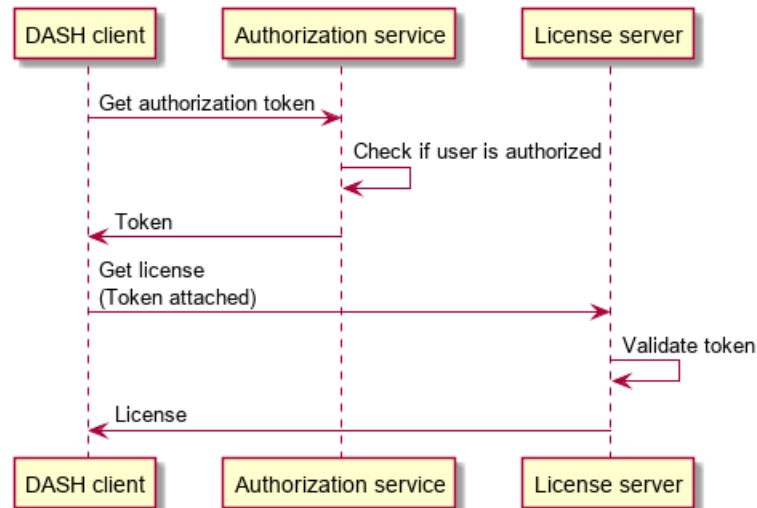 DASH client
Authorization service
License server
Get authorization token
Check if user is authorized
Token
Get license
(Token attached)
Validate token
License
DASH client
Authorization service
License server